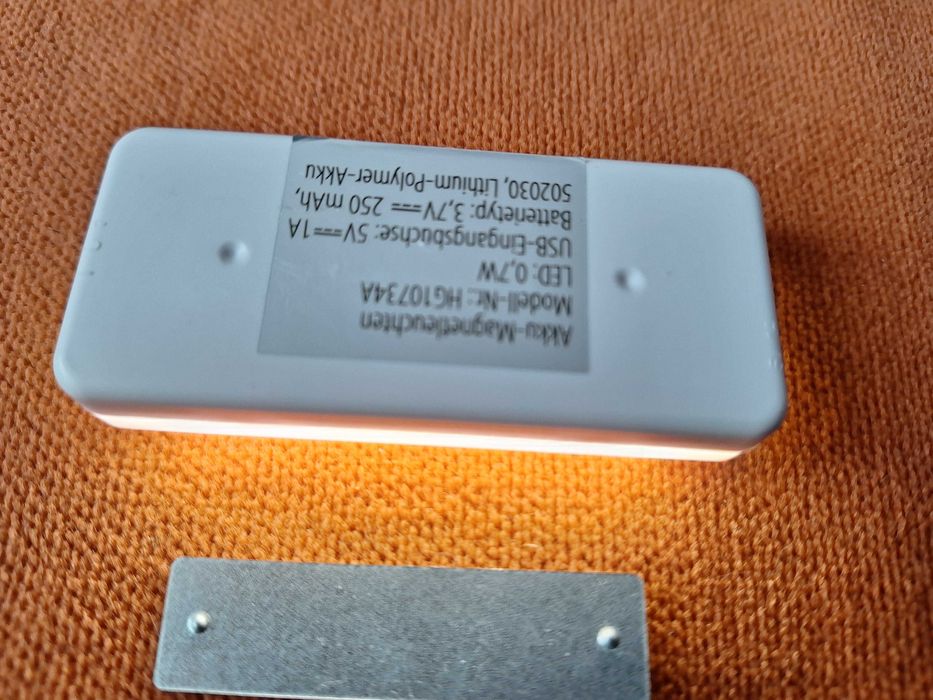 Akku-Magnetleuchten
Modell-Nr.: HG10734A
LED: 0,7W
USB-Eingangsbuchse: 5V⎓1A
Batterietyp: 3,7V⎓ 250 mAh,
502030, Lithium-Polymer-Akku